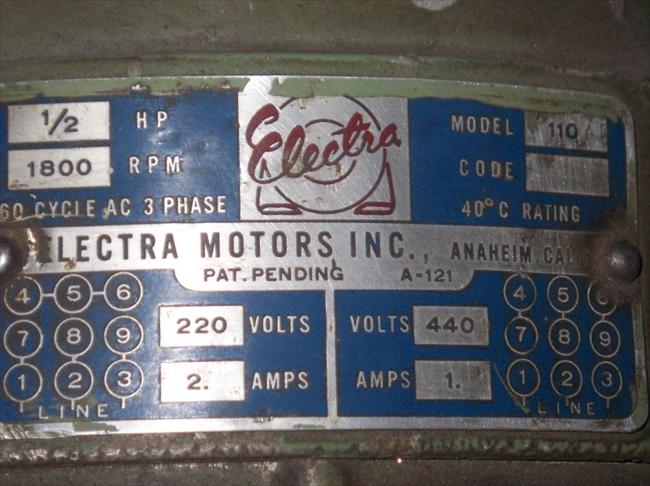 1/2 HP
1800 RPM
60 CYCLE AC 3 PHASE
Electra
MODEL 110
CODE
40°C RATING
ELECTRA MOTORS INC., ANAHEIM, CAL
PAT. PENDING A-121
4-5-6
7 8 9
1 2 3
LINE
220 VOLTS
2. AMPS
VOLTS 440
AMPS 1.
4 5 6
7 8 9
1 2 3
LINE